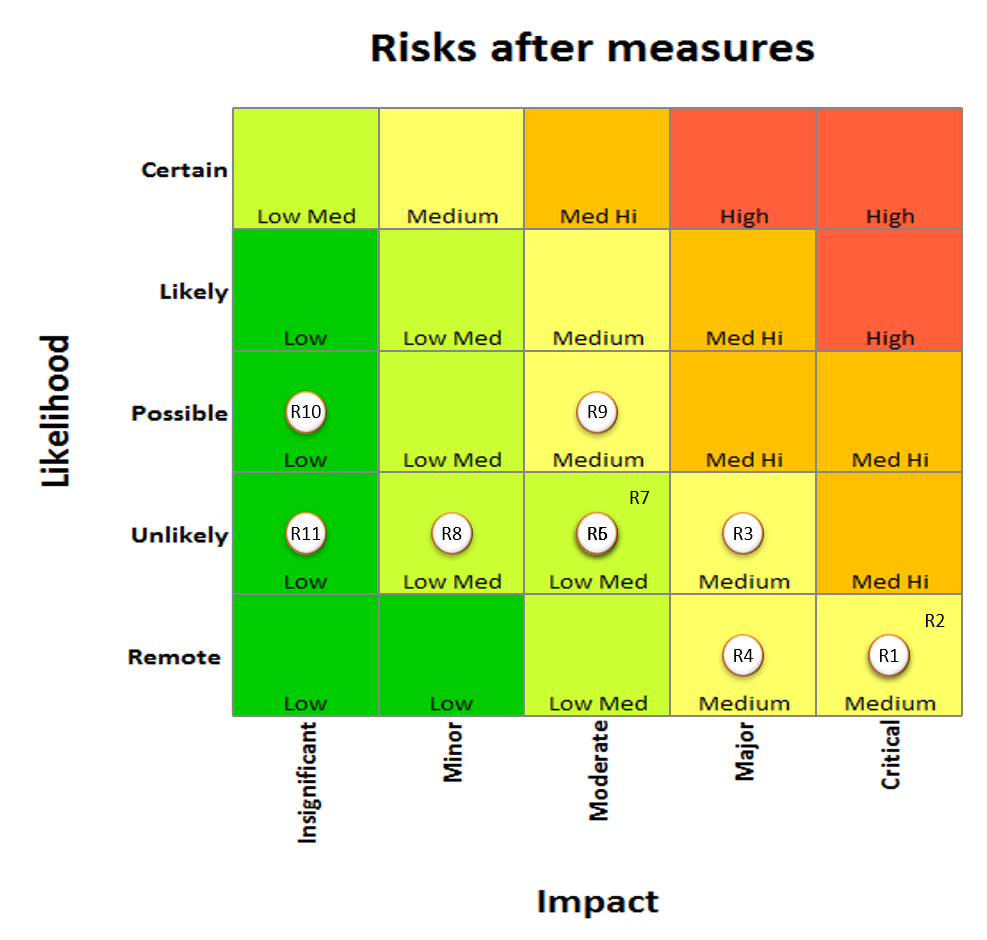 Risks after measures
Certain
Low Med
Medium
Med Hi
High
High
Likely
Low
Low Med
Medium
Med Hi
High
Likelihood
Possible
R10
R9
Low
Low Med
Medium
Med Hi
Med Hi
R7
Unlikely
R11
R8
R3
Low
Low Med
Low Med
Medium
Med Hi
R2
Remote
R4
R1
Low
Low
Low Med
Medium
Medium
Insignificant
Minor
Moderate
Major
Critical
Impact